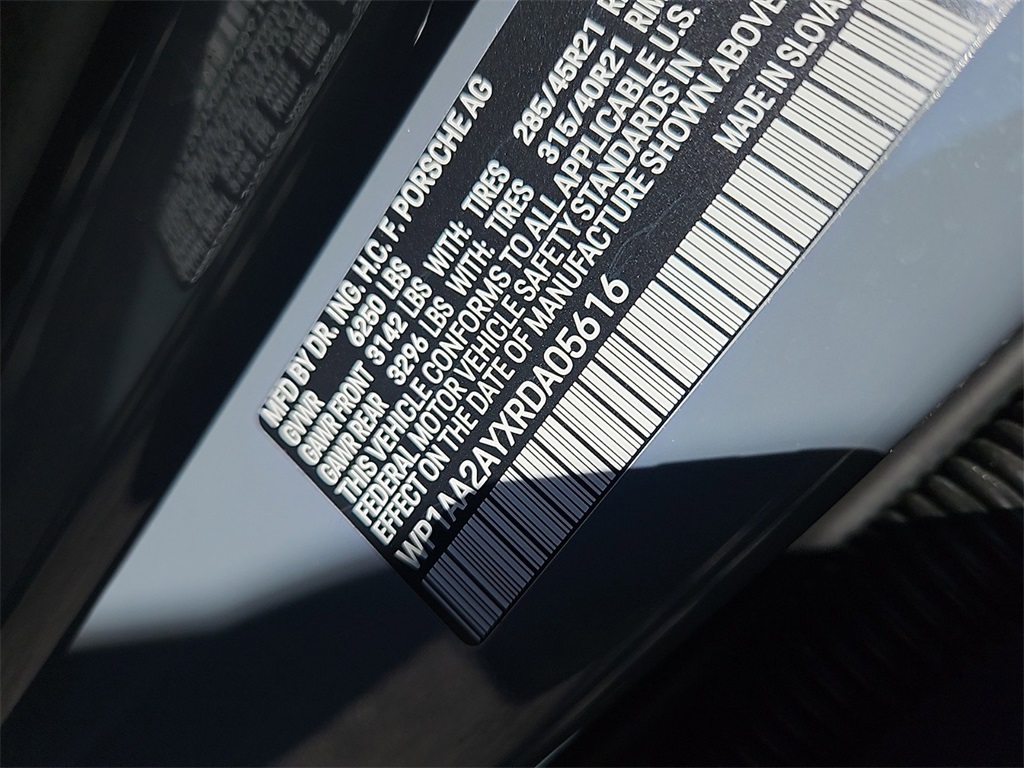 MFD BY DR. ING. H.C. F. PORSCHE AG
GVWR 6250 LBS
GAWR FRONT 3142 LBS WITH: TIRES 285/45R21
GAWR REAR 3296 LBS WITH: TIRES 315/40R21 RIM
THIS VEHICLE CONFORMS TO ALL APPLICABLE U.S.
FEDERAL MOTOR VEHICLE SAFETY STANDARDS IN
EFFECT ON THE DATE OF MANUFACTURE SHOWN ABOVE
MADE IN SLOVA
WP1AA2AYXRDA05616